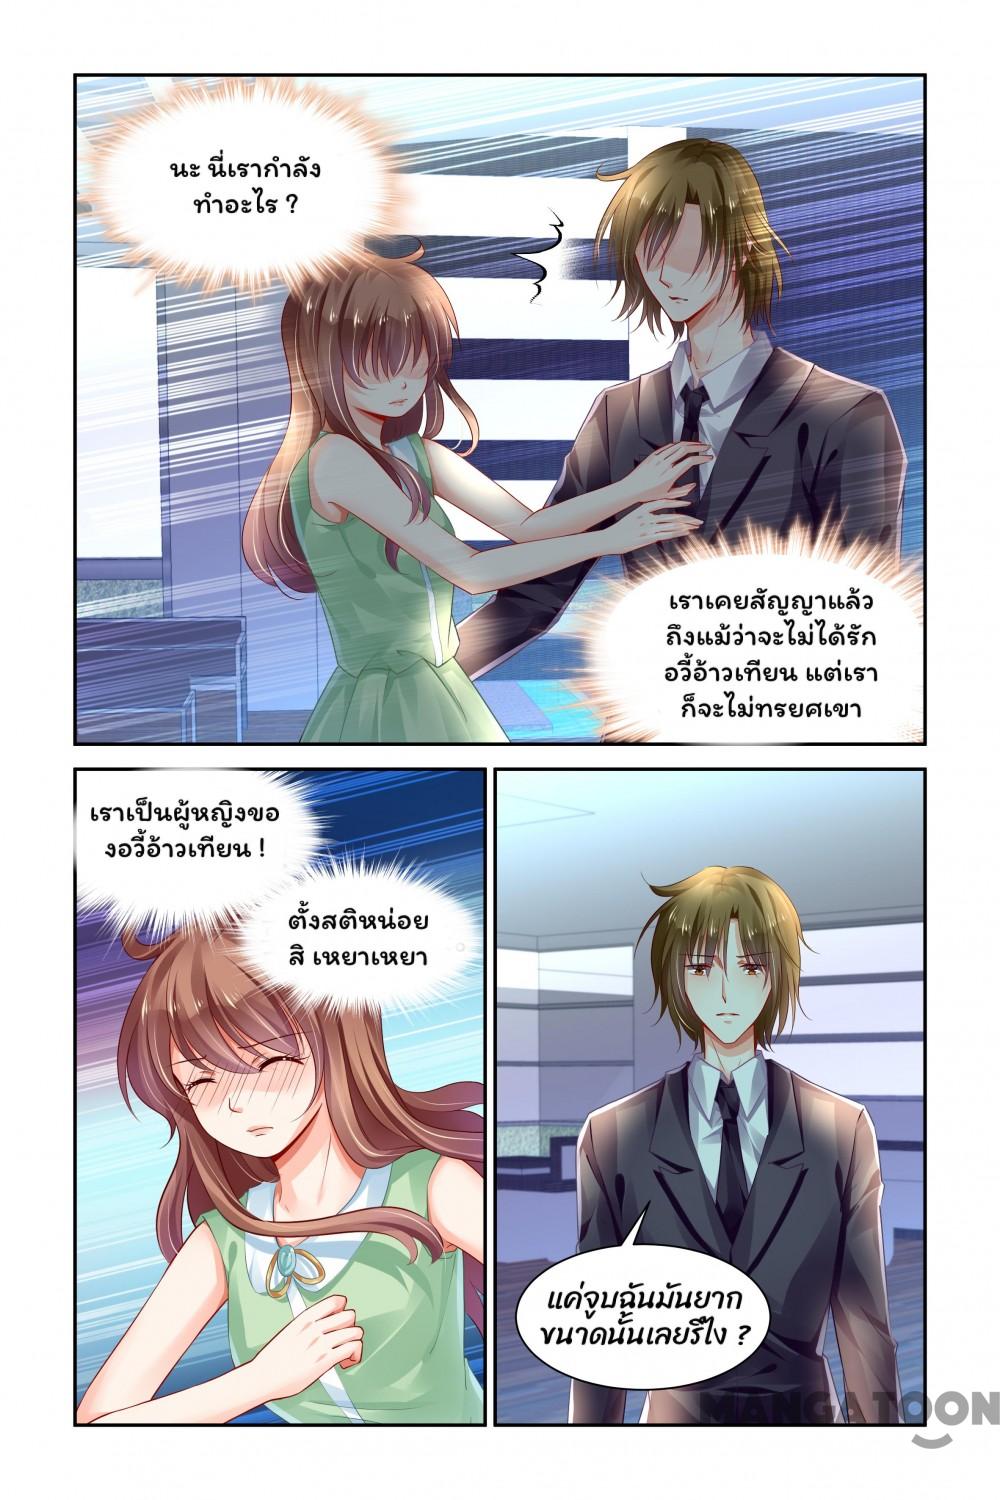 นะ นี่เรากำลัง
ทำอะไร ?
เราเคยสัญญาแล้ว
ถึงแม้ว่าจะไม่ได้รัก
อวี้อ้าวเทียน แต่เรา
ก็จะไม่ทรยศเขา
เราเป็นผู้หญิงขอ
งอวี้อ้าวเทียน !
ตั้งสติหน่อย
สิ เหยาเหยา
แค่จูบฉันมันยาก
ขนาดนั้นเลยรึไง ?
MANGATOON